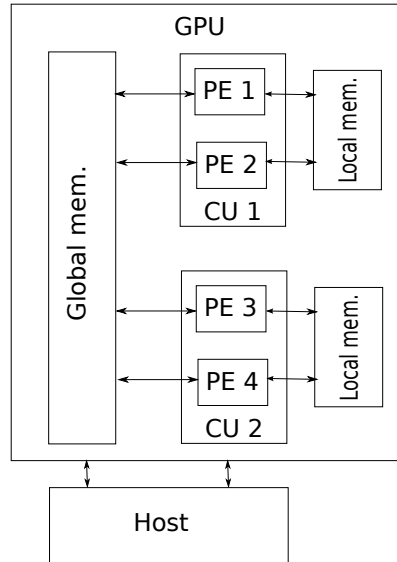 GPU
Global mem.
PE 1
PE 2
CU 1
Local mem.
PE 3
PE 4
CU 2
Local mem.
Host